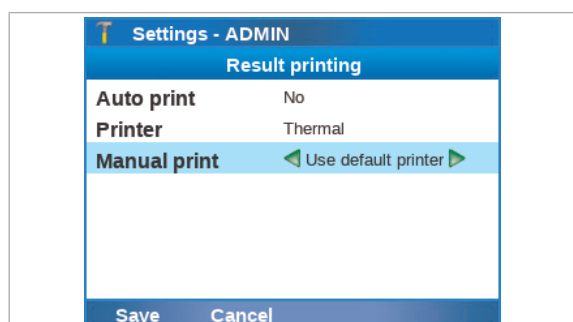 Settings - ADMIN
Result printing
Auto print No
Printer Thermal
Manual print Use default printer
Save Cancel